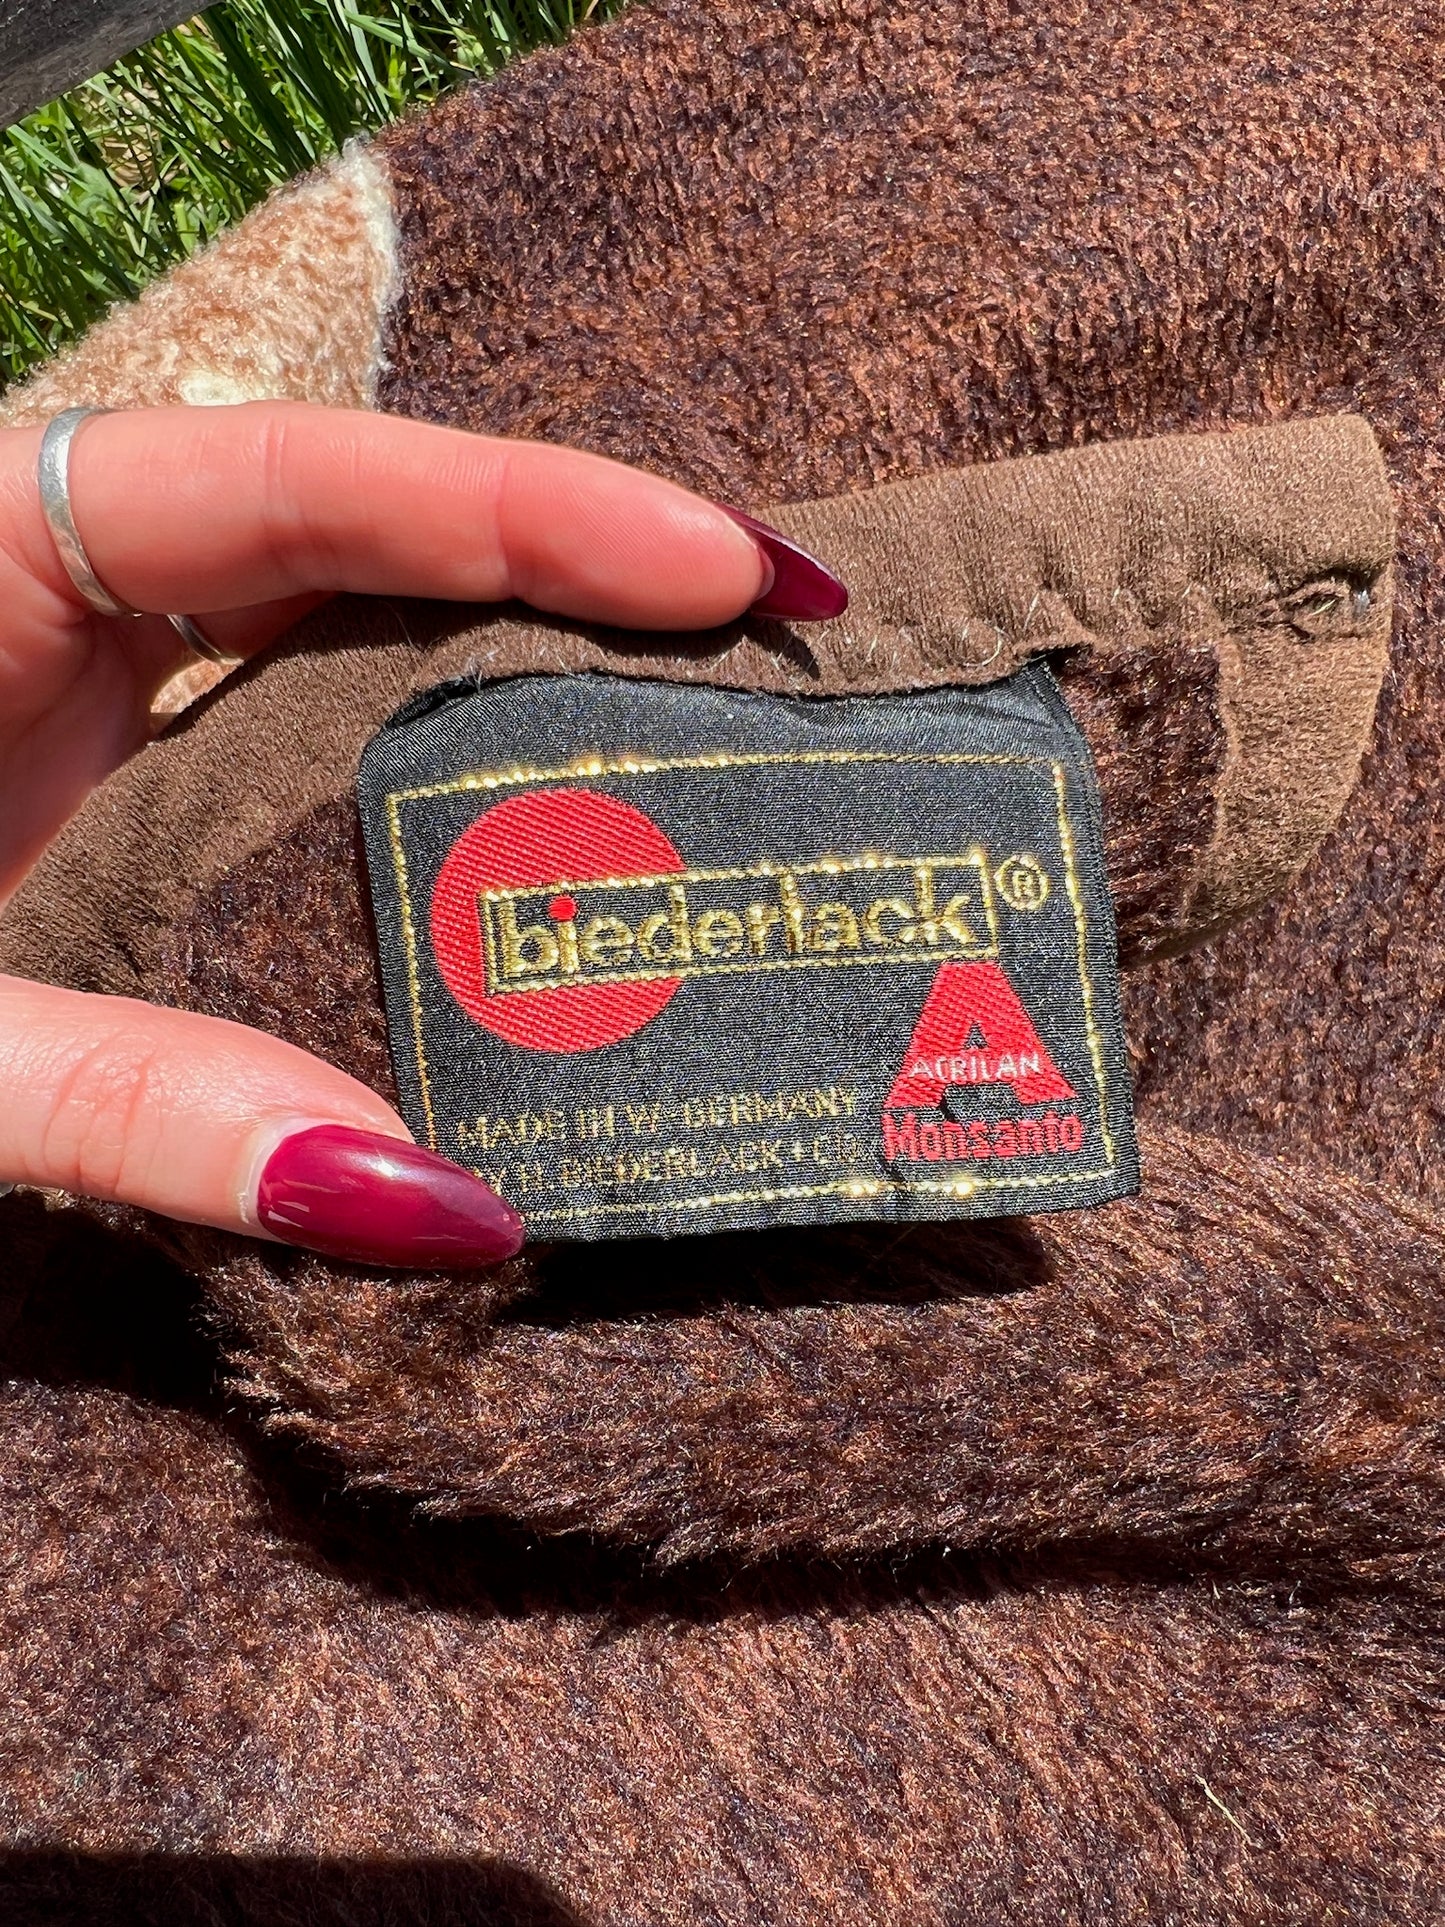 biederlack®
ACRILAN
Monsanto
MADE IN W-GERMANY
BY H. BIEDERLACK+CO.